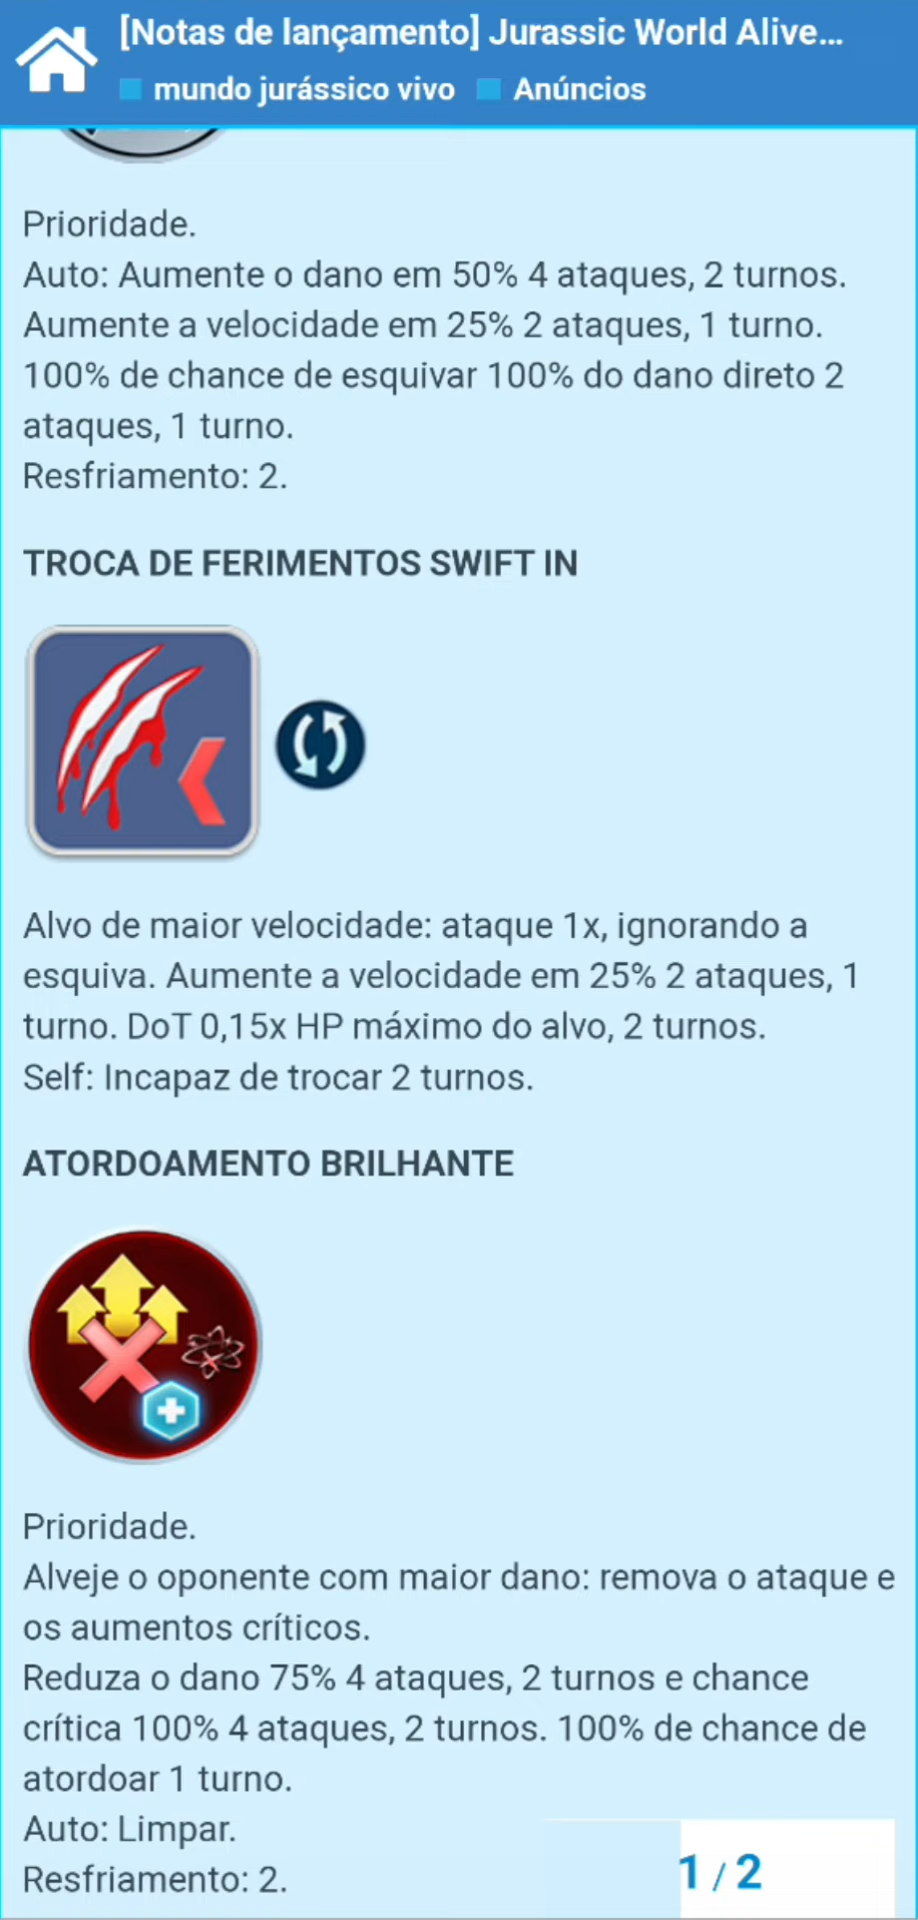 [Notas de lançamento] Jurassic World Alive...
mundo jurássico vivo Anúncios
Prioridade.
Auto: Aumente o dano em 50% 4 ataques, 2 turnos.
Aumente a velocidade em 25% 2 ataques, 1 turno.
100% de chance de esquivar 100% do dano direto 2
ataques, 1 turno.
Resfriamento: 2.
TROCA DE FERIMENTOS SWIFT IN
Alvo de maior velocidade: ataque 1x, ignorando a
esquiva. Aumente a velocidade em 25% 2 ataques, 1
turno. DoT 0,15x HP máximo do alvo, 2 turnos.
Self: Incapaz de trocar 2 turnos.
ATORDOAMENTO BRILHANTE
Prioridade.
Alveje o oponente com maior dano: remova o ataque e
os aumentos críticos.
Reduza o dano 75% 4 ataques, 2 turnos e chance
crítica 100% 4 ataques, 2 turnos. 100% de chance de
atordoar 1 turno.
Auto: Limpar.
Resfriamento: 2.
1 / 2